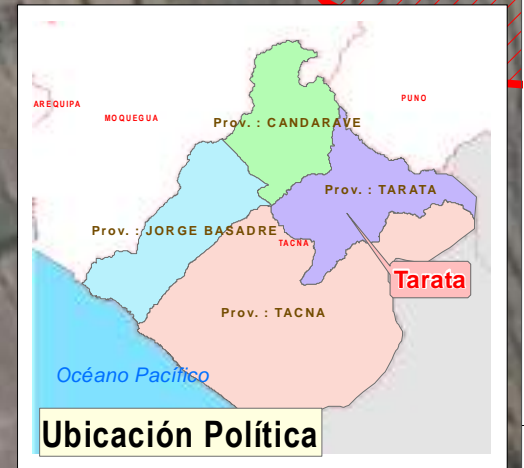 PUNO
AREQUIPA
MOQUEGUA
Prov. : CANDARAVE
Prov. : TARATA
Prov. : JORGE BASADRE
TACNA
Tarata
Prov. : TACNA
Océano Pacífico
Ubicación Política